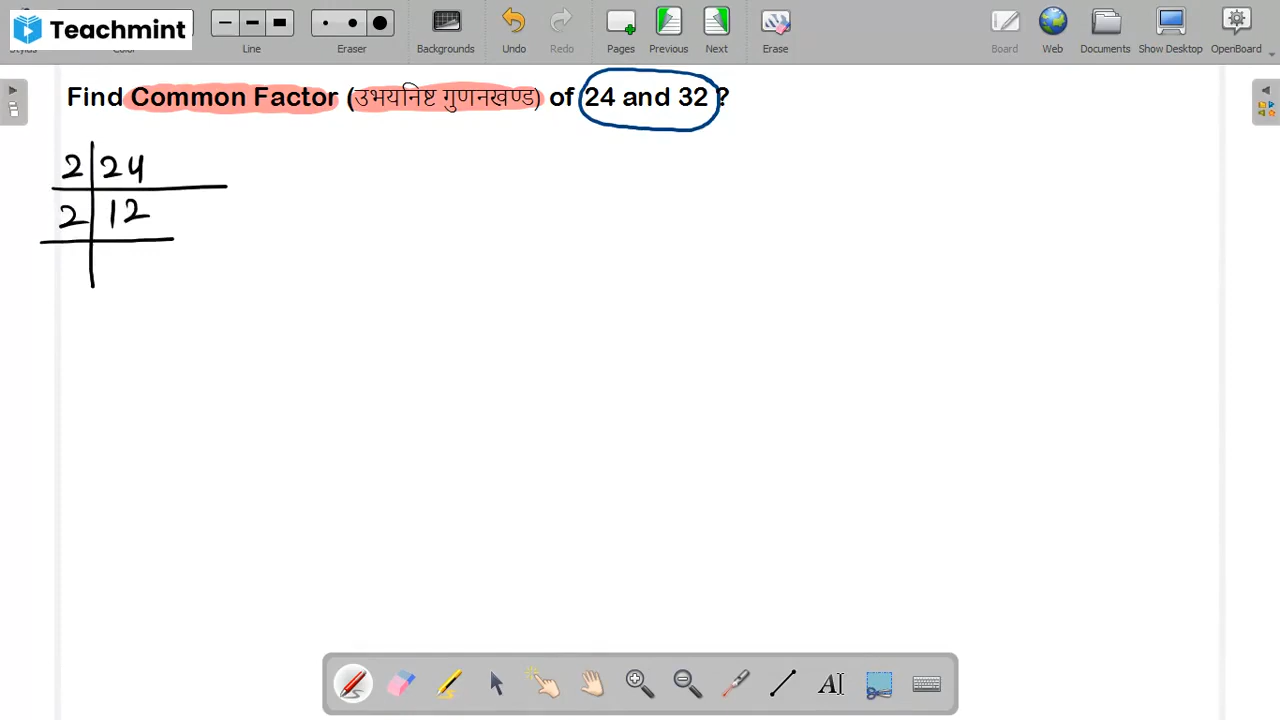 Teachmint
Line
Eraser
Backgrounds
Undo
Redo
Pages
Previous
Next
Erase
Board
Web
Documents
Show Desktop
OpenBoard
Find Common Factor (उभयनिष्ट गुणनखण्ड) of 24 and 32 ?
2 24
2 12
AI